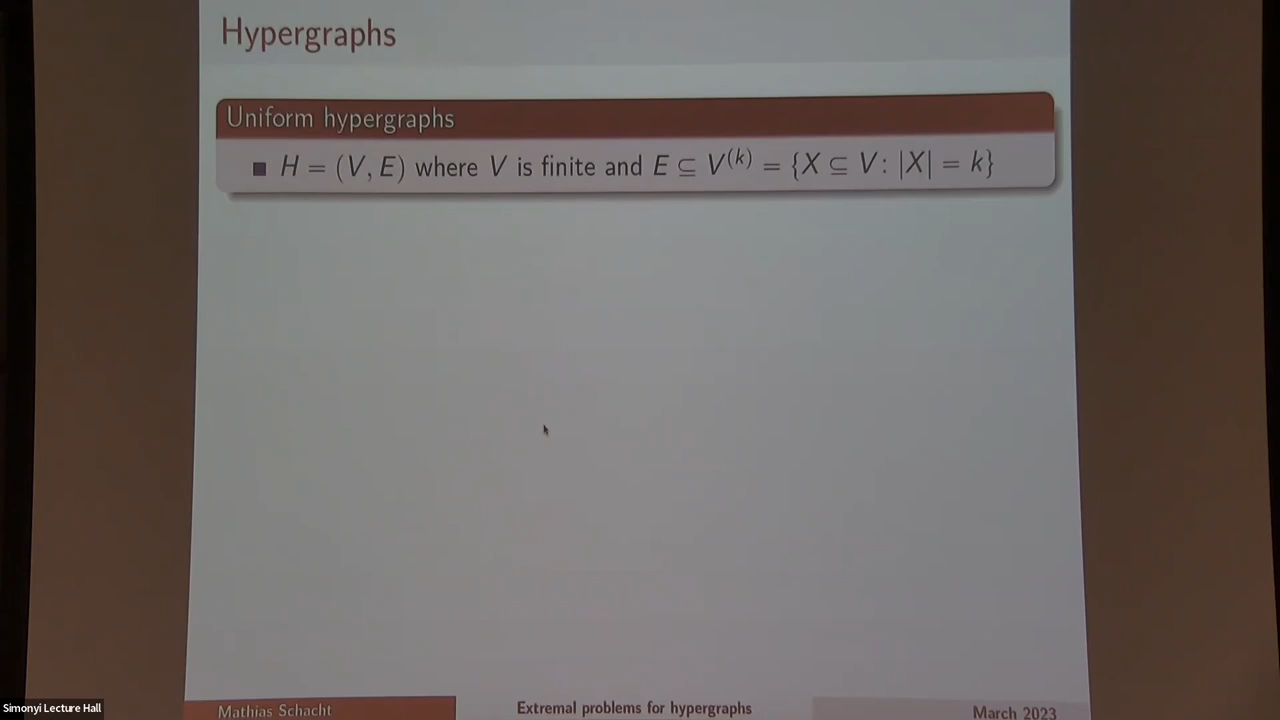 Hypergraphs
Uniform hypergraphs
■ H = (V, E) where V is finite and E ⊆ V^(k) = {X ⊆ V : |X| = k}
Simonyi Lecture Hall
Mathias Schacht Extremal problems for hypergraphs March 2023